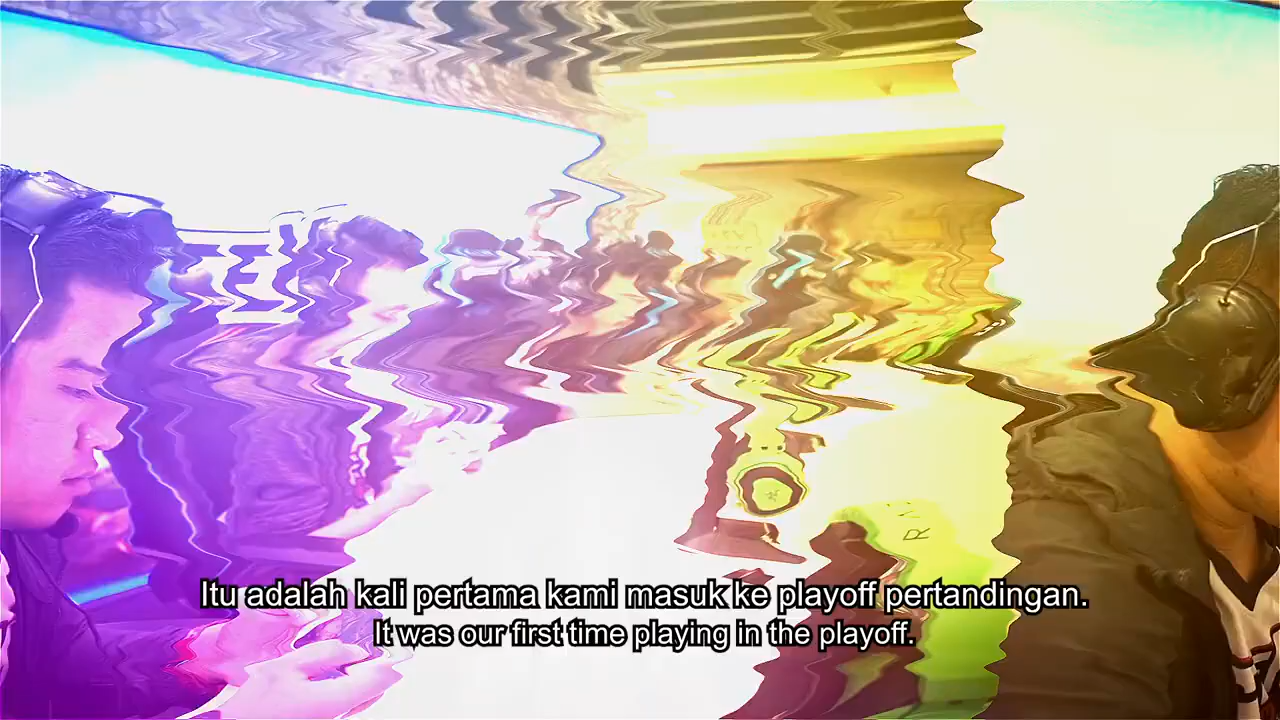 Itu adalah kali pertama kami masuk ke playoff pertandingan.
It was our first time playing in the playoff.